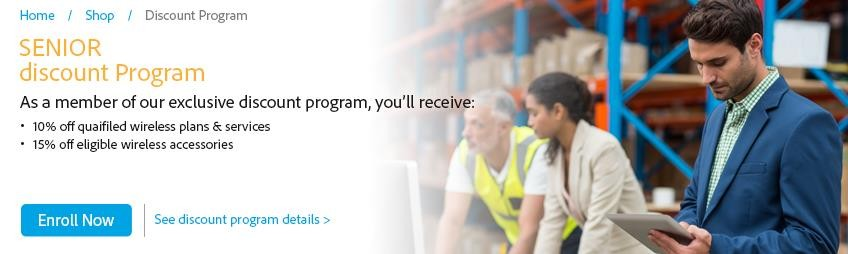 Home / Shop / Discount Program
SENIOR
discount Program
As a member of our exclusive discount program, you'll receive:
• 10% off quaifiled wireless plans & services
• 15% off eligible wireless accessories
Enroll Now
See discount program details >